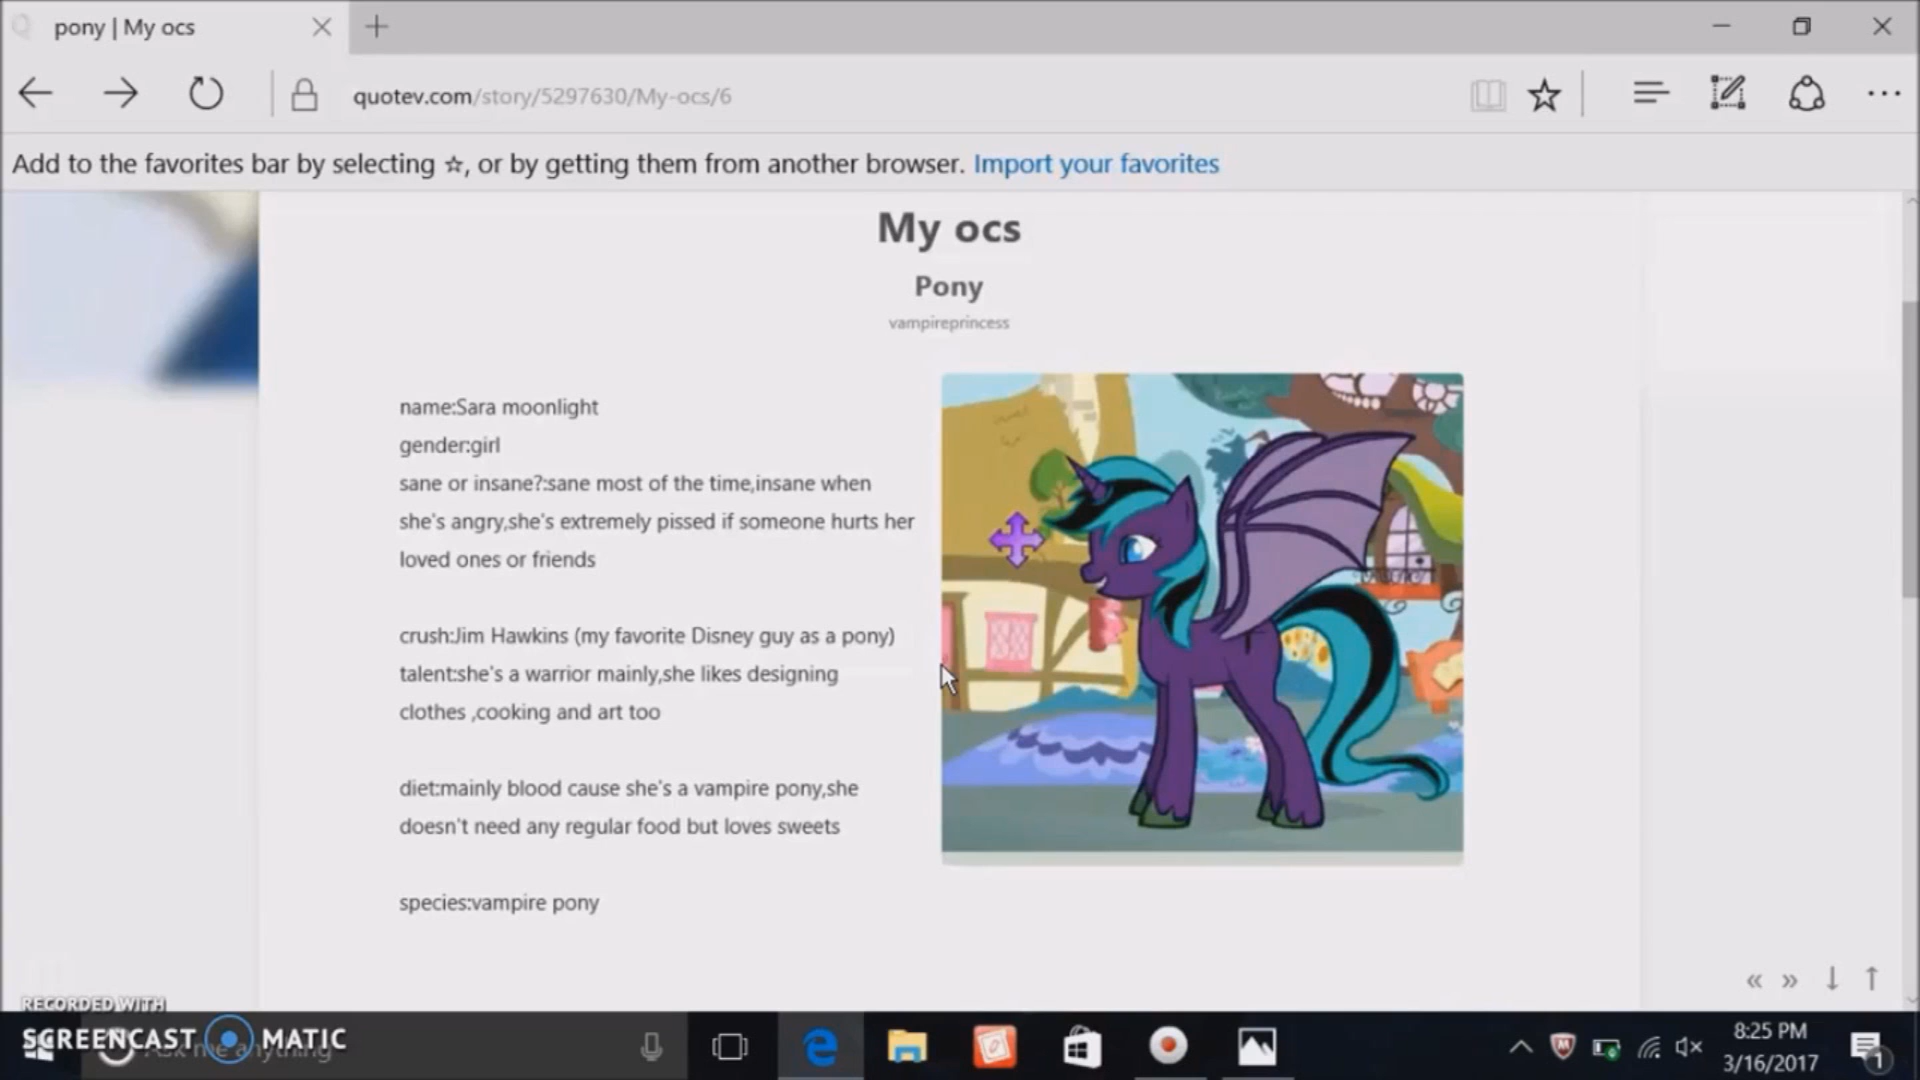 pony | My ocs
quotev.com/story/5297630/My-ocs/6
Add to the favorites bar by selecting ☆, or by getting them from another browser. Import your favorites
My ocs
Pony
vampireprincess
name:Sara moonlight
gender:girl
sane or insane?:sane most of the time,insane when
she's angry,she's extremely pissed if someone hurts her
loved ones or friends
crush:Jim Hawkins (my favorite Disney guy as a pony)
talent:she's a warrior mainly,she likes designing
clothes ,cooking and art too
diet:mainly blood cause she's a vampire pony,she
doesn't need any regular food but loves sweets
species:vampire pony
RECORDED WITH
SCREENCAST MATIC
Ask me anything
8:25 PM
3/16/2017
1